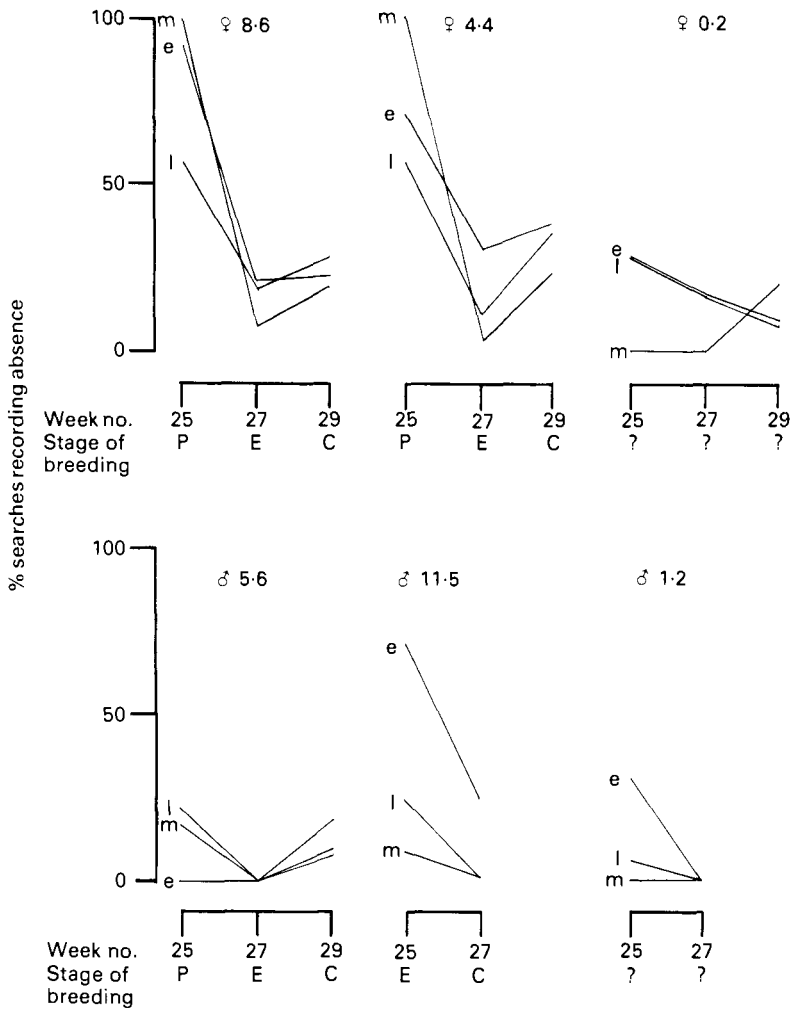 % searches recording absence
100
50
0
♀ 8·6
♀ 4·4
♀ 0·2
m
e
l
m
e
l
e
l
m
Week no. 25 27 29 25 27 29 25 27 29
Stage of breeding P E C P E C ? ? ?
100
50
0
♂ 5·6
♂ 11·5
♂ 1·2
l
m
e
e
l
m
e
l
m
Week no. 25 27 29 25 27 25 27
Stage of breeding P E C E C ? ?